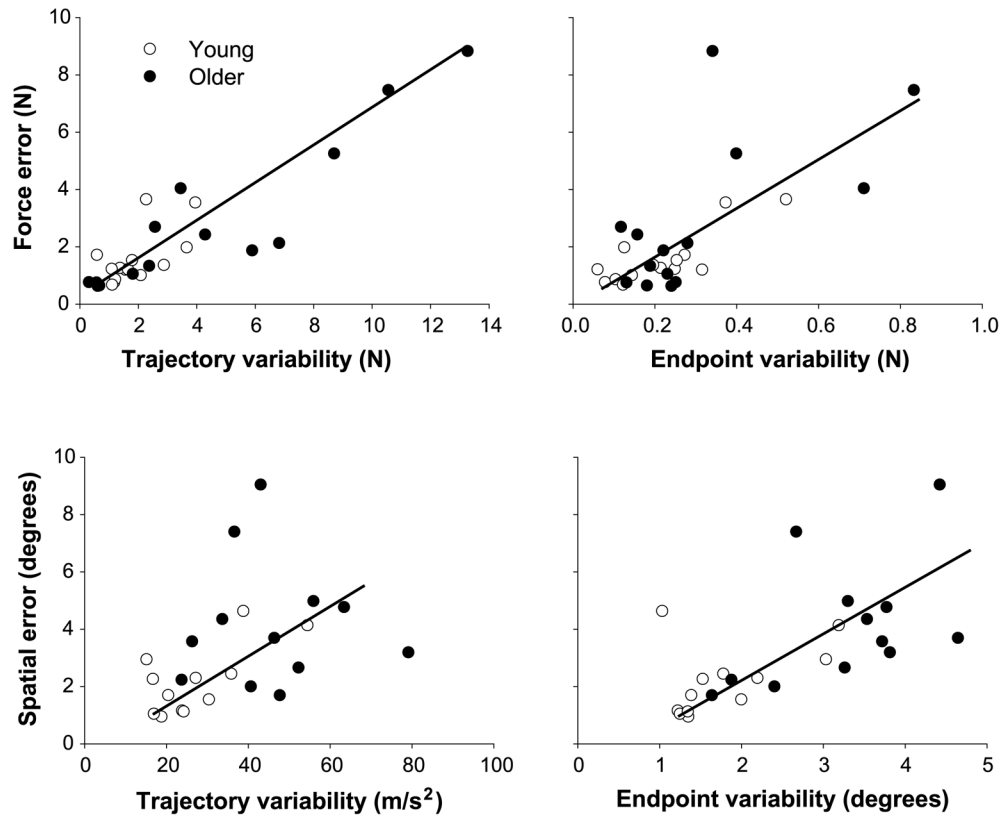 10
8
6
4
2
0
Force error (N)
Young
Older
0 2 4 6 8 10 12 14
Trajectory variability (N)
0.0 0.2 0.4 0.6 0.8 1.0
Endpoint variability (N)
10
8
6
4
2
0
Spatial error (degrees)
0 20 40 60 80 100
Trajectory variability (m/s²)
0 1 2 3 4 5
Endpoint variability (degrees)